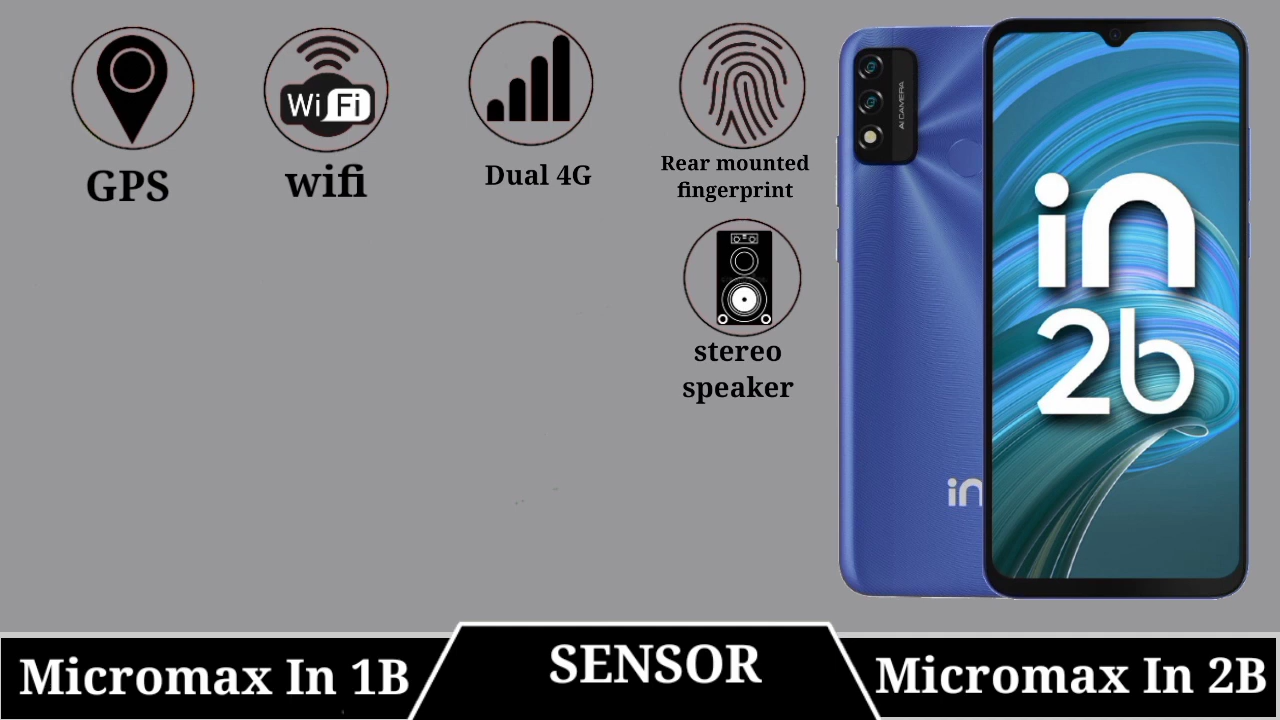 Wi Fi
GPS
wifi
Dual 4G
Rear mounted
fingerprint
stereo
speaker
AI CAMERA
in
in
2b
Micromax In 1B
SENSOR
Micromax In 2B